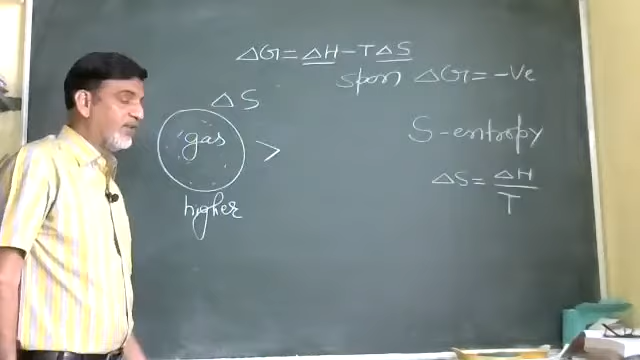 ΔG = ΔH - TΔS
spon ΔG = -ve
ΔS
gas >
higher
S - entropy
ΔS = ΔH / T